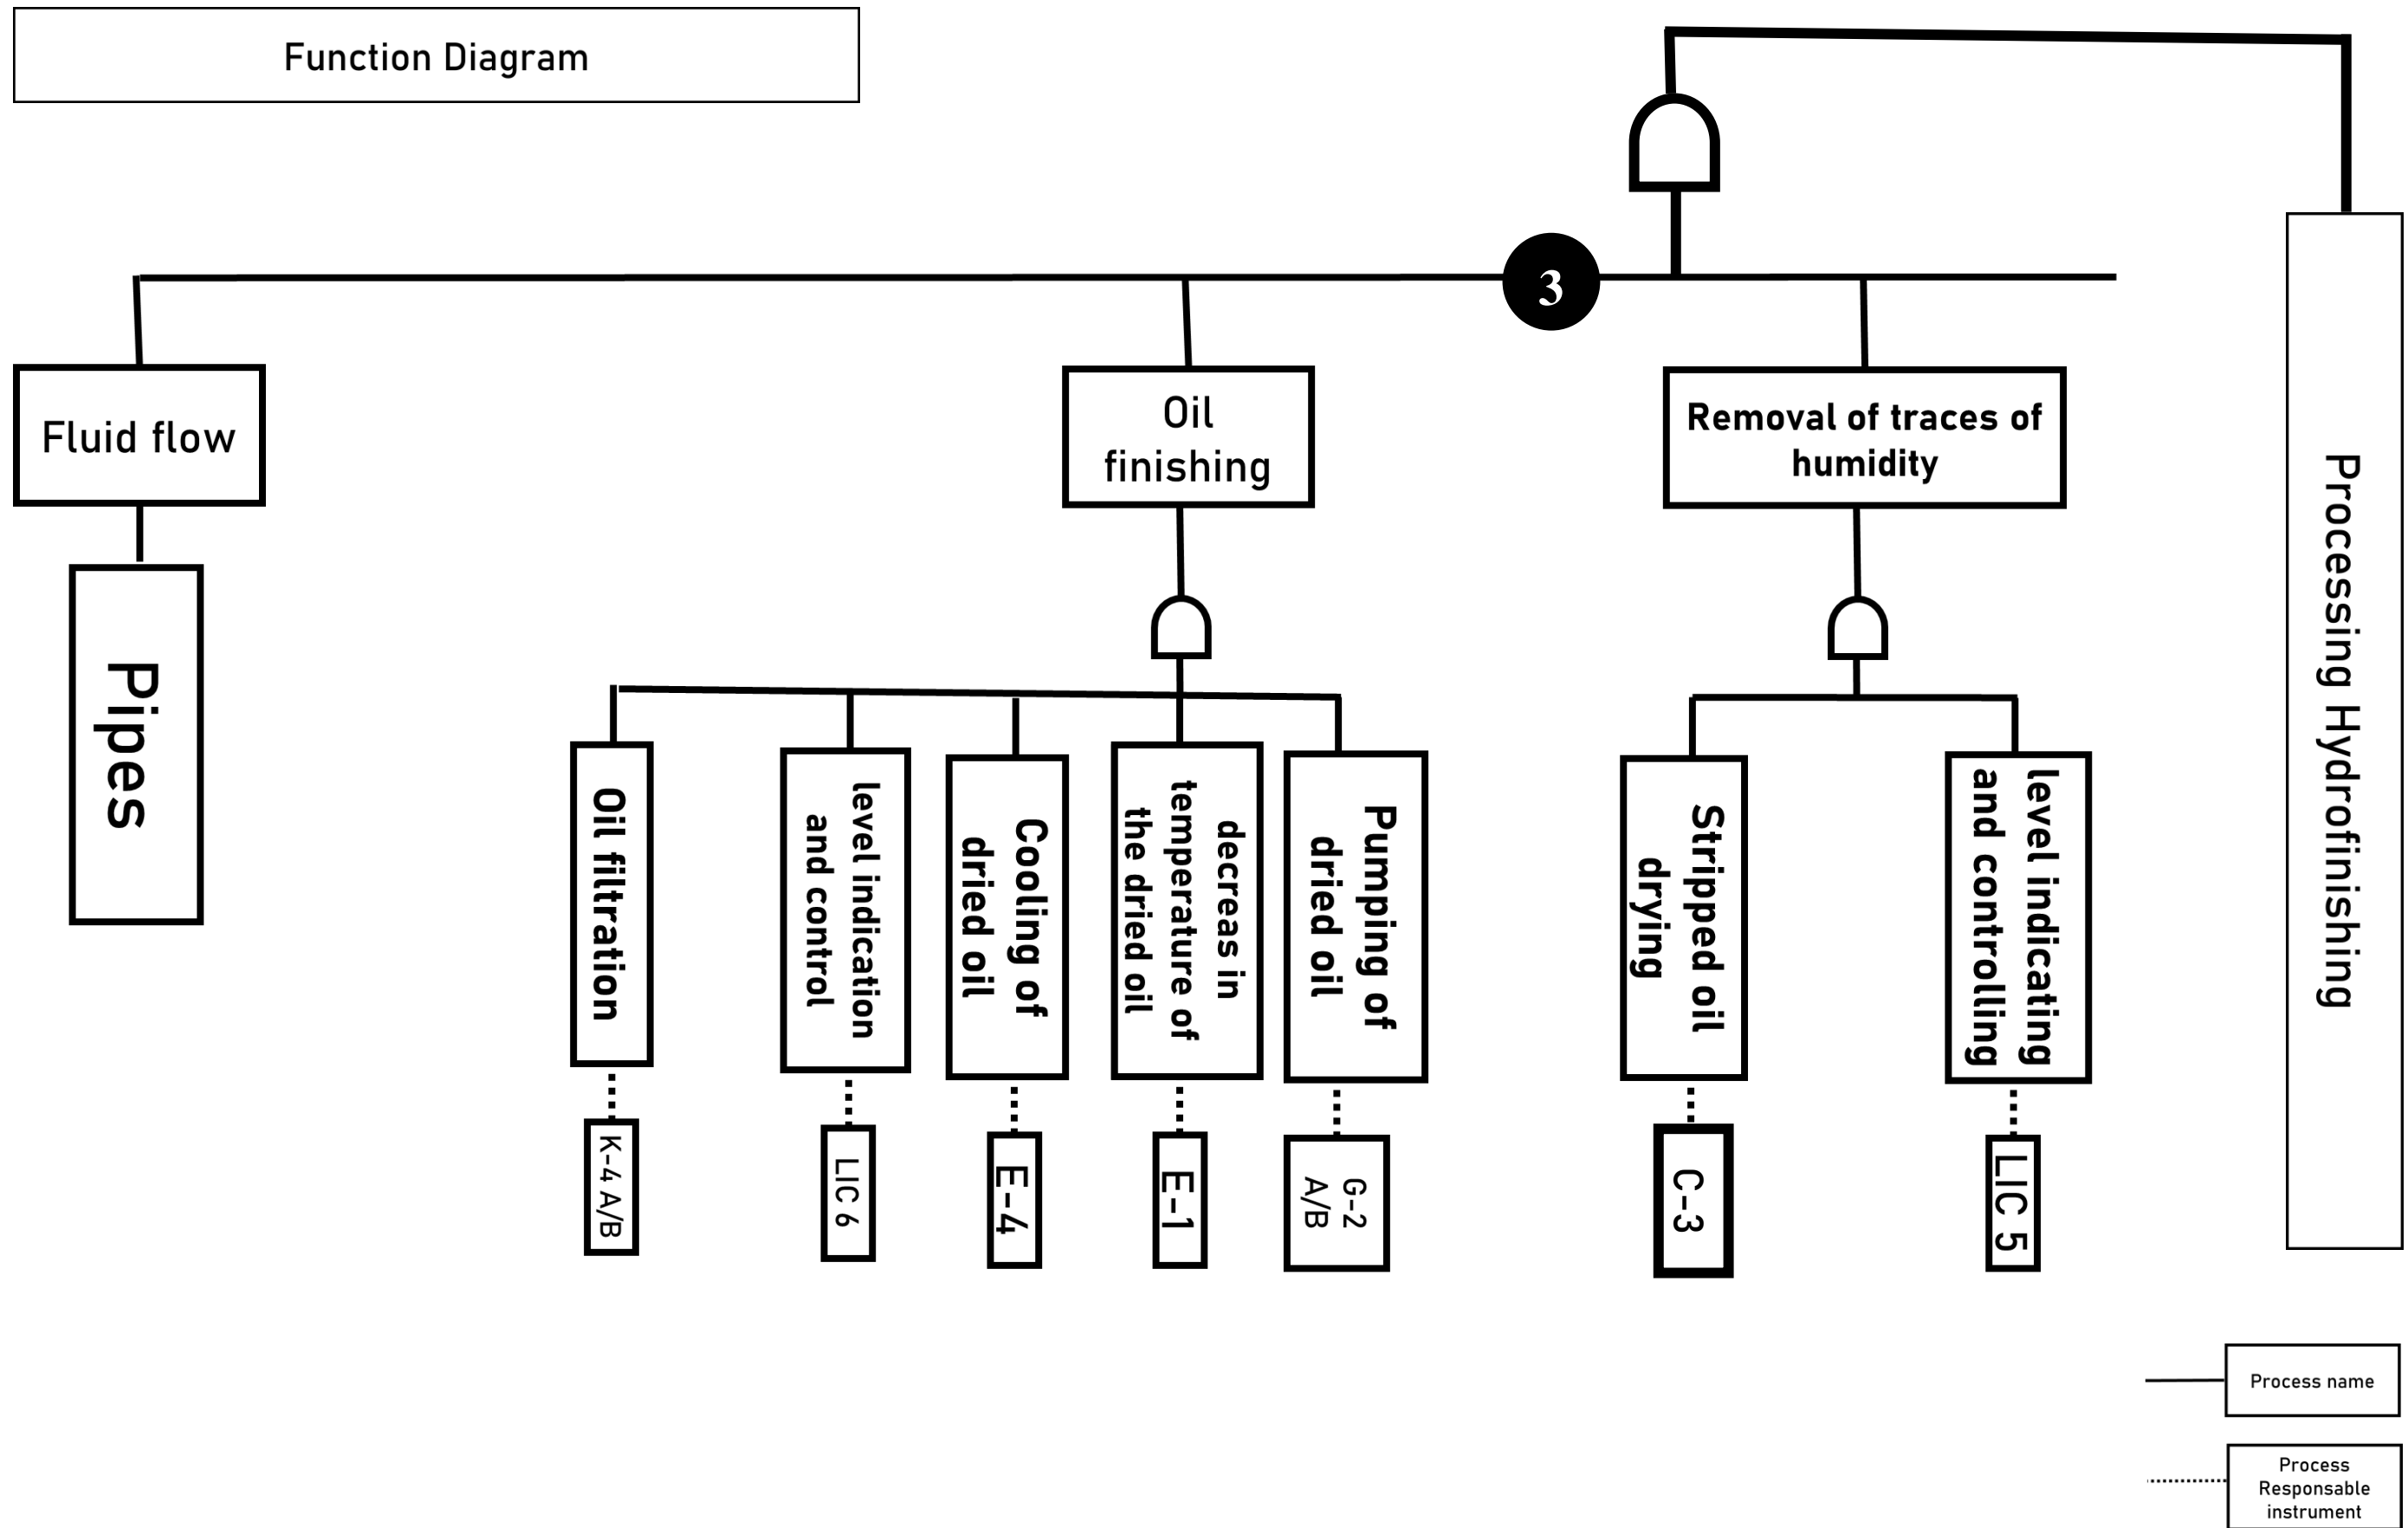 Function Diagram
3
Fluid flow
Oil
finishing
Removal of traces of
humidity
Processing Hydrofinishing
Pipes
Oil filtration
level indication
and control
Cooling of
dried oil
decreas in
temperature of
the dried oil
Pumping of
dried oil
Stripped oil
drying
level indicating
and controlling
K-4 A/B
LIC 6
E-4
E-1
G-2
A/B
C-3
LIC 5
Process name
Process
Responsable
instrument